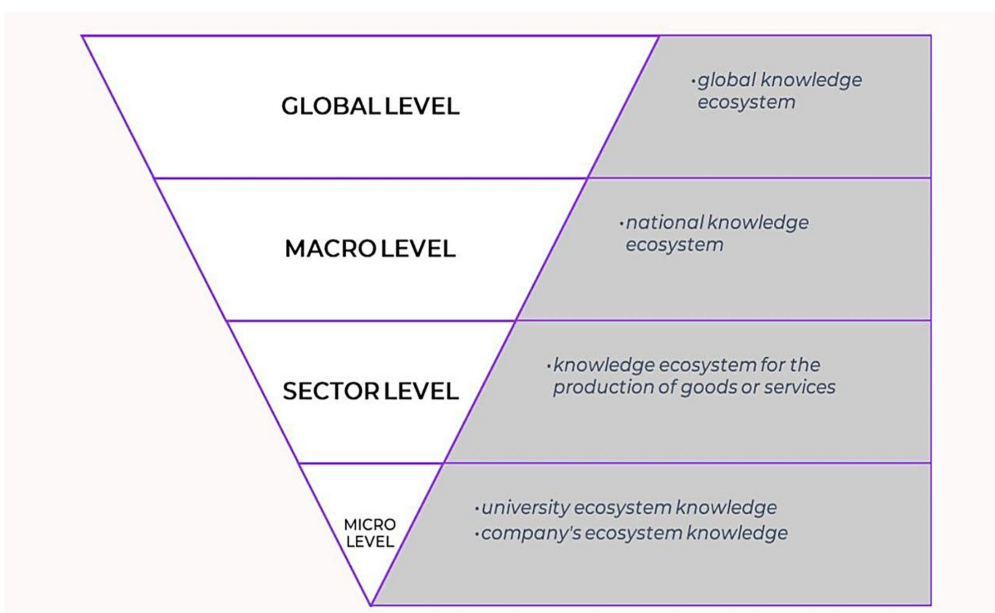 GLOBAL LEVEL
•global knowledge
ecosystem
MACRO LEVEL
•national knowledge
ecosystem
SECTOR LEVEL
•knowledge ecosystem for the
production of goods or services
MICRO
LEVEL
•university ecosystem knowledge
•company's ecosystem knowledge